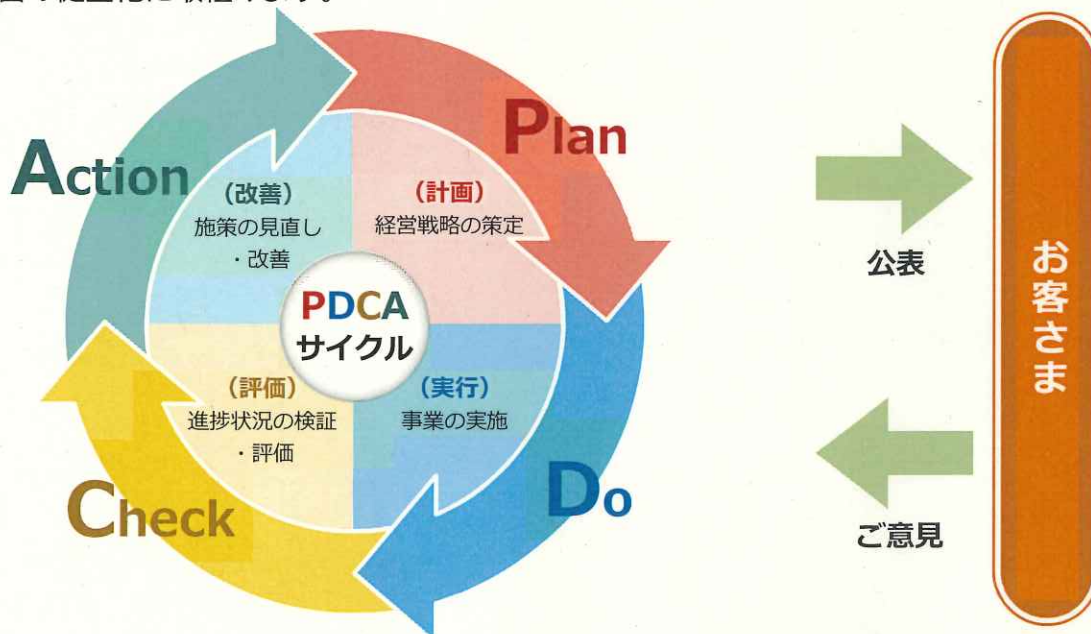 Plan
(計画)
経営戦略の策定
Do
(実行)
事業の実施
Check
(評価)
進捗状況の検証
・評価
Action
(改善)
施策の見直し
・改善
PDCA
サイクル
公表
ご意見
お客さま